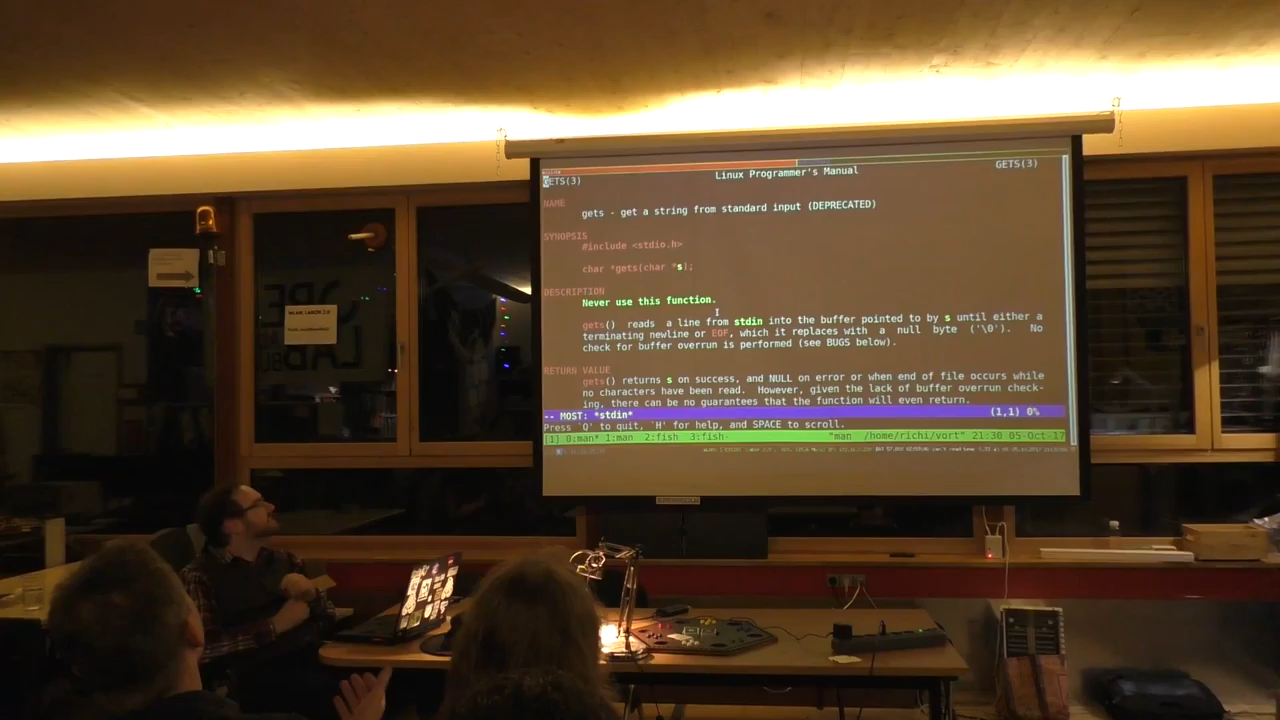 GETS(3) Linux Programmer's Manual GETS(3)
NAME
gets - get a string from standard input (DEPRECATED)
SYNOPSIS
#include <stdio.h>
char *gets(char *s);
DESCRIPTION
Never use this function.
gets() reads a line from stdin into the buffer pointed to by s until either a
terminating newline or EOF, which it replaces with a null byte ('\0'). No
check for buffer overrun is performed (see BUGS below).
RETURN VALUE
gets() returns s on success, and NULL on error or when end of file occurs while
no characters have been read. However, given the lack of buffer overrun check-
ing, there can be no guarantees that the function will even return.
-- MOST: *stdin* (1,1) 0%
Press `Q' to quit, `H' for help, and SPACE to scroll.
[1] 0:man* 1:man 2:fish 3:fish- "man /home/richi/vort" 21:30 05-Oct-17
WLAN: LABOR 2.0
LAB